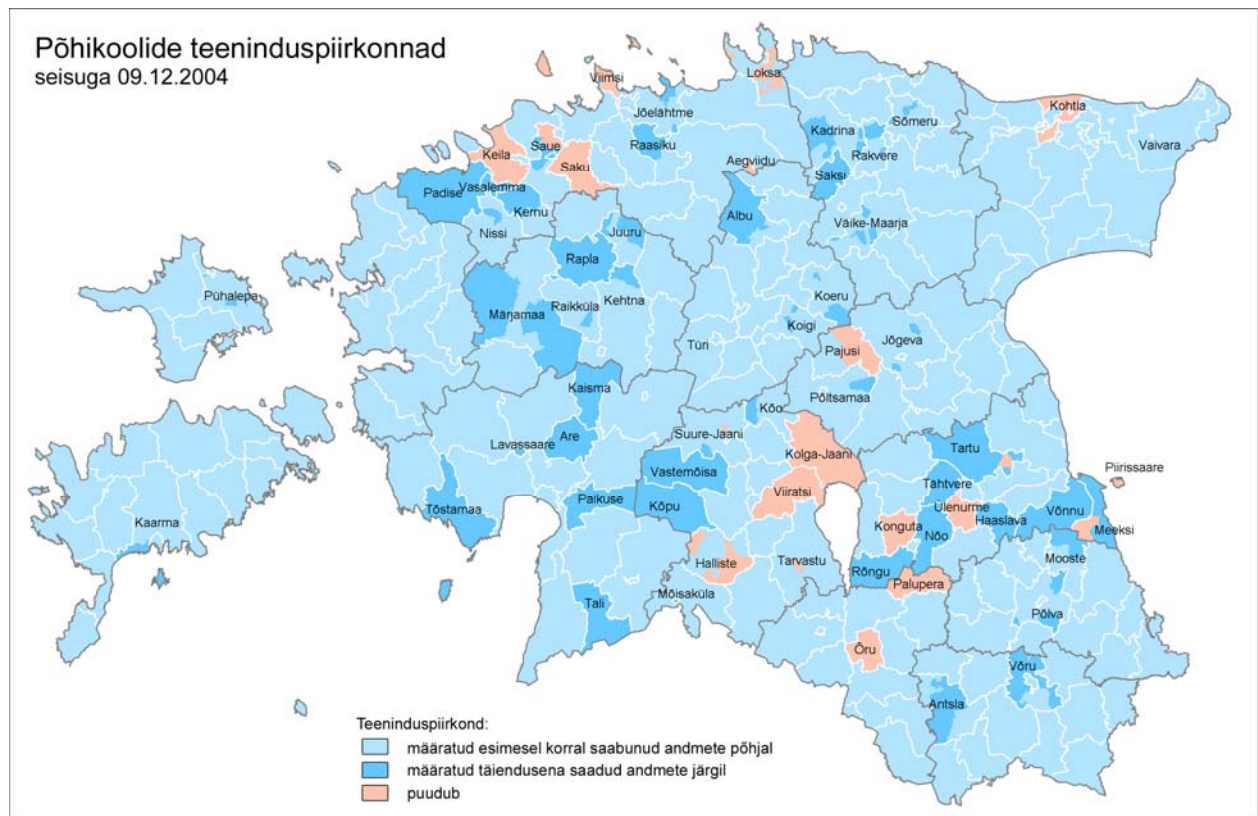 Põhikoolide teeninduspiirkonnad
seisuga 09.12.2004
Viimsi
Loksa
Kohtla
Jõelähtme
Sõmeru
Kadrina
Vaivara
Saue
Raasiku
Rakvere
Keila
Saku
Aegviidu
Saksi
Vasalemma
Padise
Kernu
Albu
Väike-Maarja
Nissi
Juuru
Rapla
Pühalepa
Kehtna
Koeru
Raikküla
Märjamaa
Koigi
Jõgeva
Türi
Pajusi
Kaisma
Põltsamaa
Kõo
Suure-Jaani
Are
Lavassaare
Kolga-Jaani
Tartu
Vastemõisa
Piirissaare
Tähtvere
Viiratsi
Paikuse
Kõpu
Ülenurme
Võnnu
Tõstamaa
Kaarma
Haaslava
Konguta
Meeksi
Nõo
Mooste
Halliste
Tarvastu
Rõngu
Palupera
Mõisaküla
Tali
Põlva
Õru
Võru
Antsla
Teeninduspiirkond:
määratud esimesel korral saabunud andmete põhjal
määratud täiendusena saadud andmete järgil
puudub